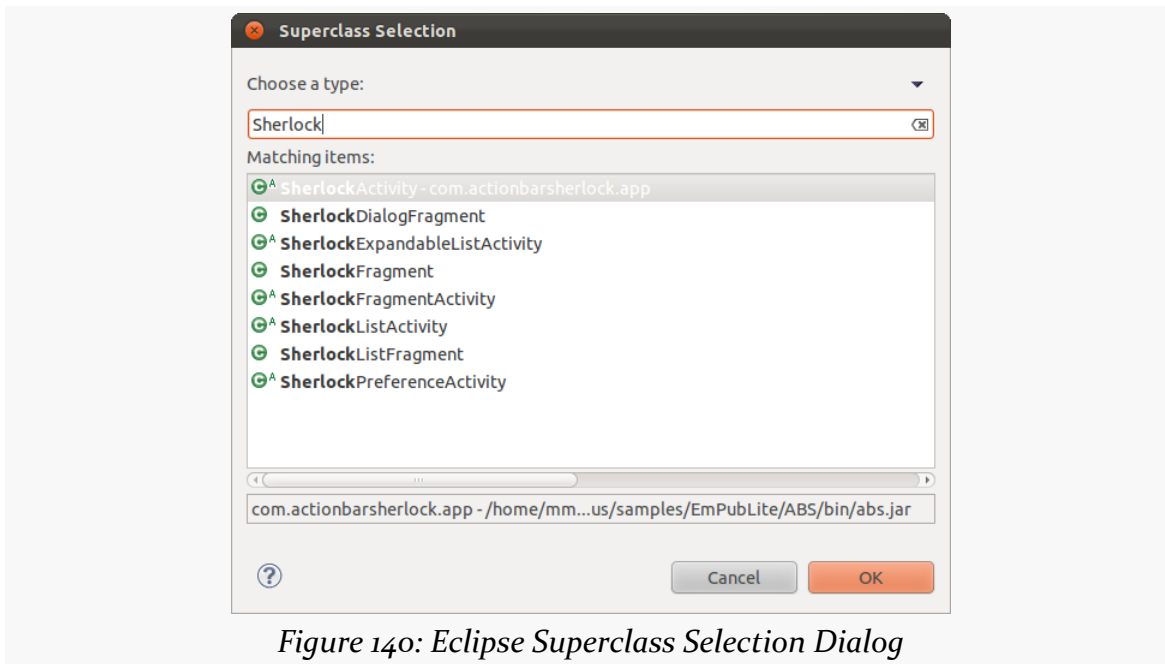 Superclass Selection
Choose a type:
Sherlock
Matching items:
SherlockActivity - com.actionbarsherlock.app
SherlockDialogFragment
SherlockExpandableListActivity
SherlockFragment
SherlockFragmentActivity
SherlockListActivity
SherlockListFragment
SherlockPreferenceActivity
com.actionbarsherlock.app - /home/mm...us/samples/EmPubLite/ABS/bin/abs.jar
Cancel OK
Figure 140: Eclipse Superclass Selection Dialog